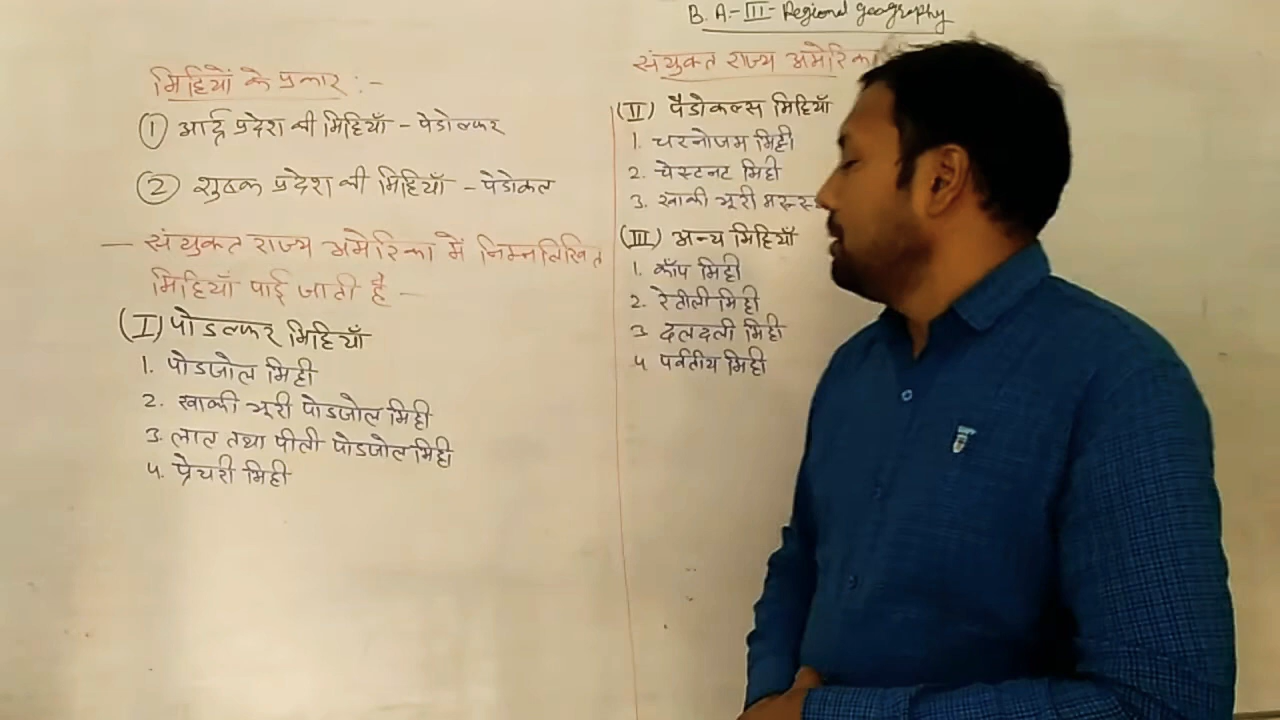 B.A.-III- Regional geography
संयुक्त राज्य अमेरिका
मिट्टियों के प्रकार :-
① आर्द्र प्रदेश की मिट्टियाँ - पेडोल्फर
② शुष्क प्रदेश की मिट्टियाँ - पेडोकल
— संयुक्त राज्य अमेरिका में निम्नलिखित
मिट्टियाँ पाई जाती है —
(I) पोडल्फर मिट्टियाँ
1. पोडजोल मिट्टी
2. खाकी भूरी पोडजोल मिट्टी
3. लाल तथा पीली पोडजोल मिट्टी
4. प्रेयरी मिट्टी
(II) पैडोकल्स मिट्टियाँ
1. चरनोजम मिट्टी
2. चेस्टनट मिट्टी
3. खाकी भूरी
(III) अन्य मिट्टियाँ
1. काँप मिट्टी
2. रेतीली मिट्टी
3 दलदली मिट्टी
4 पर्वतीय मिट्टी